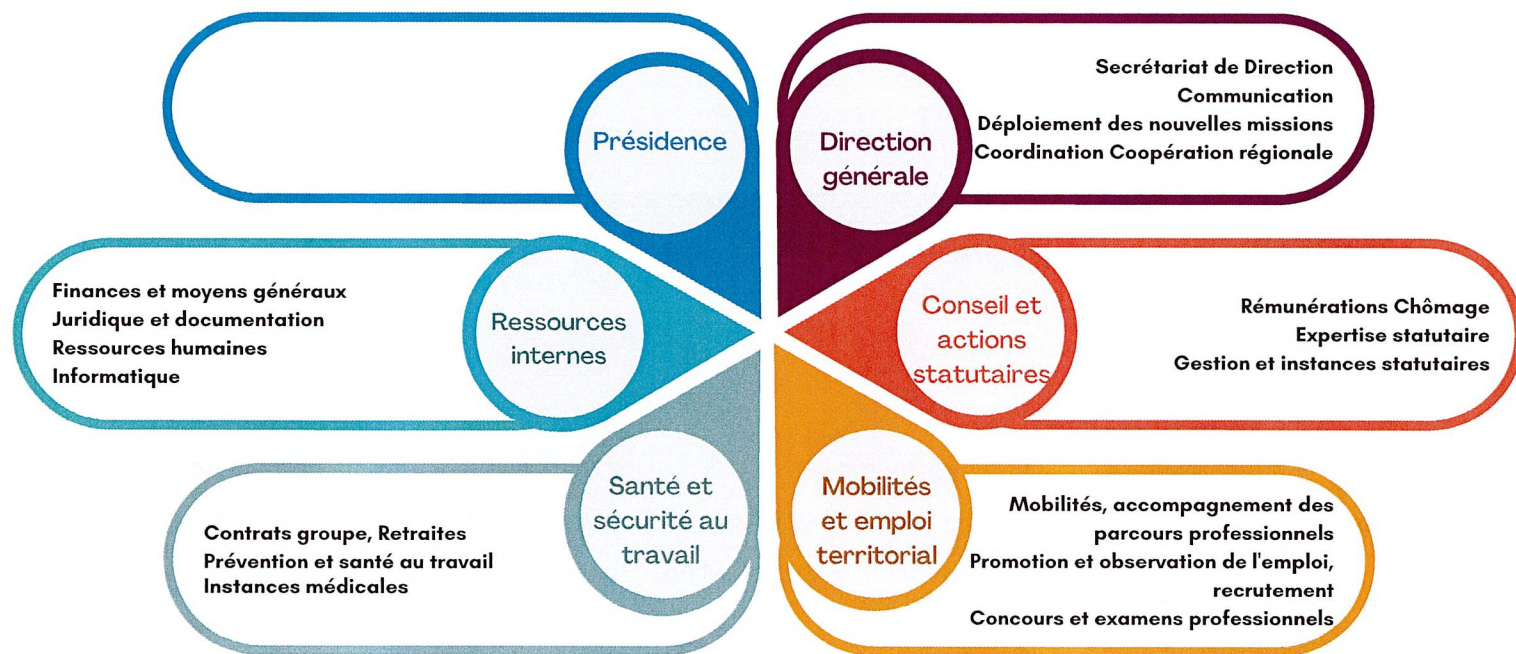 Présidence
Direction
générale
Secrétariat de Direction
Communication
Déploiement des nouvelles missions
Coordination Coopération régionale
Finances et moyens généraux
Juridique et documentation
Ressources humaines
Informatique
Ressources
internes
Conseil et
actions
statutaires
Rémunérations Chômage
Expertise statutaire
Gestion et instances statutaires
Contrats groupe, Retraites
Prévention et santé au travail
Instances médicales
Santé et
sécurité au
travail
Mobilités
et emploi
territorial
Mobilités, accompagnement des
parcours professionnels
Promotion et observation de l'emploi,
recrutement
Concours et examens professionnels